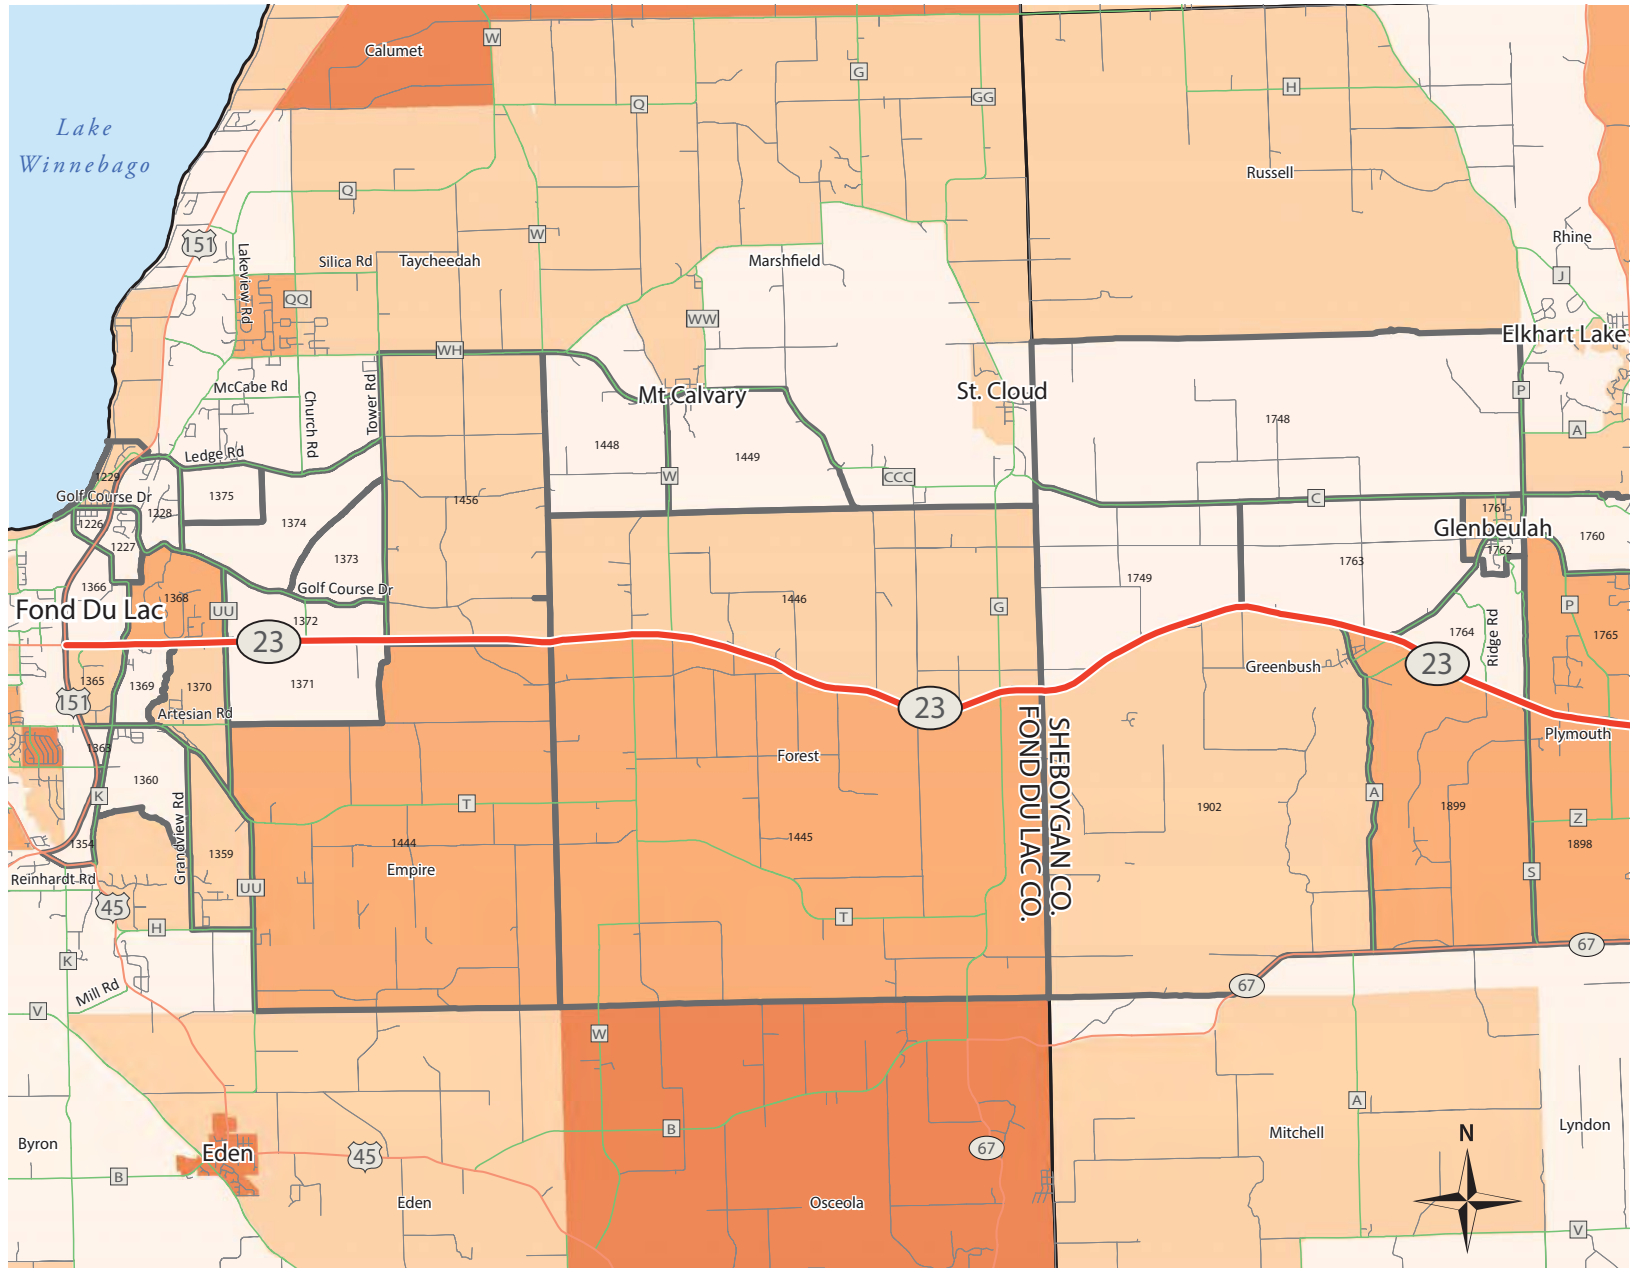 Calumet
W
G
GG
H
Q
Lake
Winnebago
Russell
Q
W
151
Rhine
Lakeview Rd
Silica Rd
Taycheedah
Marshfield
J
QQ
WW
Elkhart Lake
WH
McCabe Rd
Church Rd
Tower Rd
Mt Calvary
St. Cloud
P
1748
A
Ledge Rd
1448
1449
1229
W
CCC
Golf Course Dr
1375
1456
C
1226
1228
1374
1761
Glenbeulah
1760
1227
1373
1762
1763
1366
Golf Course Dr
1749
1368
1446
G
P
Fond Du Lac
UU
1372
1764
Ridge Rd
1765
23
Greenbush
23
1365
1369
1370
1371
151
Artesian Rd
23
Plymouth
1363
Forest
SHEBOYGAN CO.
FOND DU LAC CO.
1360
K
T
1902
A
1899
Z
1354
Grandview Rd
1359
1444
1445
1898
Empire
Reinhardt Rd
UU
S
45
H
T
67
K
Mill Rd
67
V
W
A
B
Byron
Eden
45
67
Mitchell
N
Lyndon
B
Eden
Osceola
V